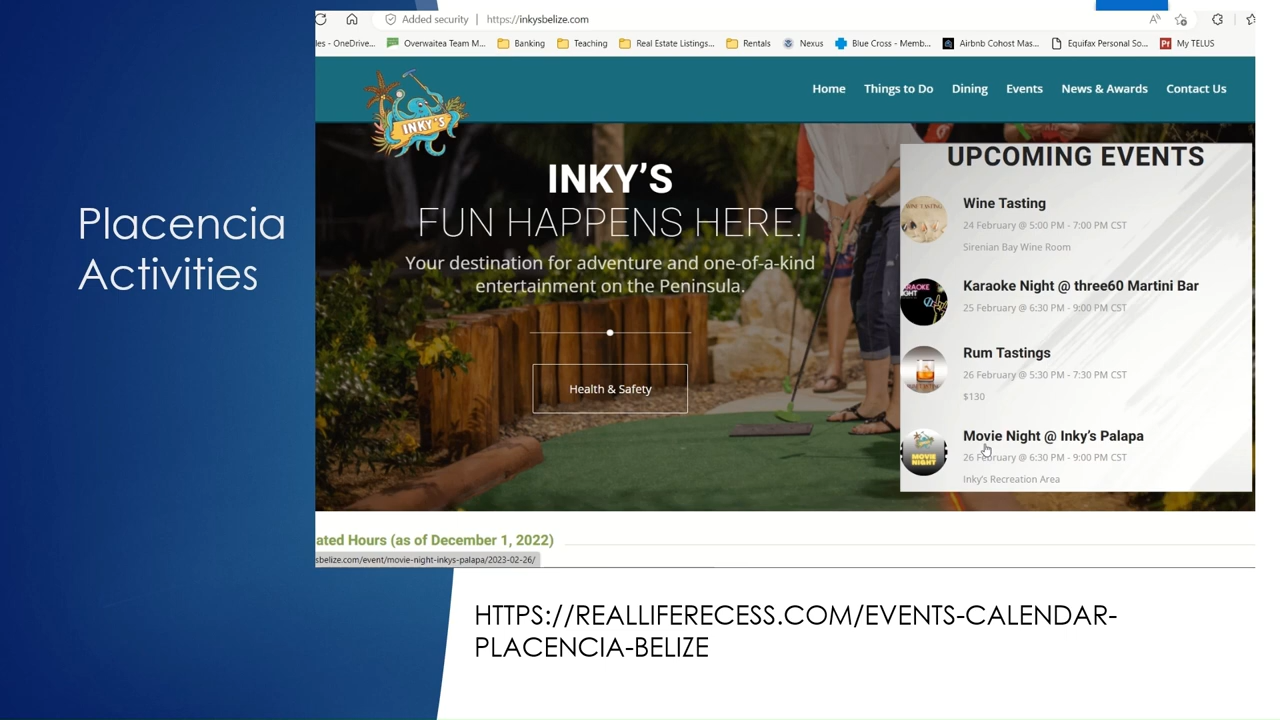 Added security
https://inkysbelize.com
les - OneDrive...
Overwaitea Team M...
Banking
Teaching
Real Estate Listings...
Rentals
Nexus
Blue Cross - Memb...
Airbnb Cohost Mas...
Equifax Personal So...
My TELUS
INKY'S
Home
Things to Do
Dining
Events
News & Awards
Contact Us
Placencia
Activities
INKY'S
FUN HAPPENS HERE.
Your destination for adventure and one-of-a-kind
entertainment on the Peninsula.
Health & Safety
UPCOMING EVENTS
Wine Tasting
24 February @ 5:00 PM - 7:00 PM CST
Sirenian Bay Wine Room
Karaoke Night @ three60 Martini Bar
25 February @ 6:30 PM - 9:00 PM CST
Rum Tastings
26 February @ 5:30 PM - 7:30 PM CST
$130
MOVIE
NIGHT
Movie Night @ Inky's Palapa
26 February @ 6:30 PM - 9:00 PM CST
Inky's Recreation Area
ated Hours (as of December 1, 2022)
sbelize.com/event/movie-night-inkys-palapa/2023-02-26/
HTTPS://REALLIFERECESS.COM/EVENTS-CALENDAR-
PLACENCIA-BELIZE